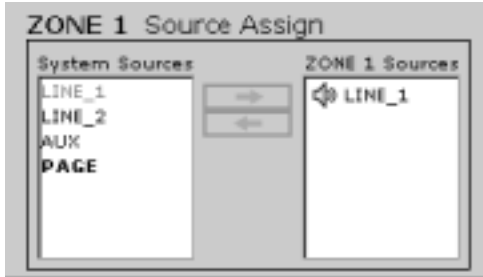 ZONE 1 Source Assign
System Sources
LINE_1
LINE_2
AUX
PAGE
ZONE 1 Sources
LINE_1